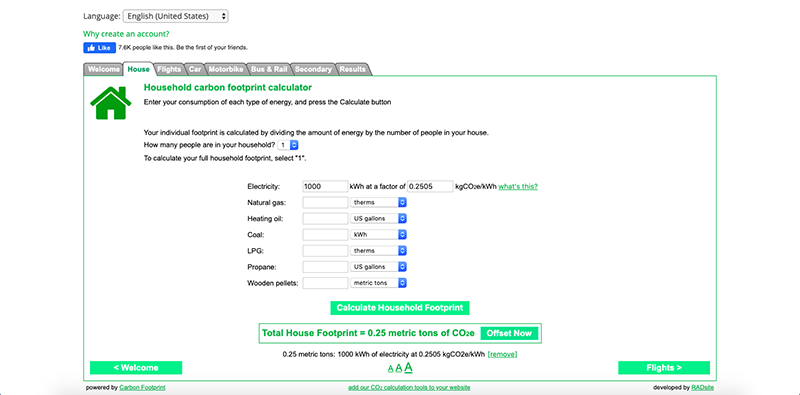 Language: English (United States)
Why create an account?
Like 7.6K people like this. Be the first of your friends.
Welcome House Flights Car Motorbike Bus & Rail Secondary Results
Household carbon footprint calculator
Enter your consumption of each type of energy, and press the Calculate button
Your individual footprint is calculated by dividing the amount of energy by the number of people in your house.
How many people are in your household? 1
To calculate your full household footprint, select "1".
Electricity: 1000 kWh at a factor of 0.2505 kgCO2e/kWh what's this?
Natural gas: therms
Heating oil: US gallons
Coal: kWh
LPG: therms
Propane: US gallons
Wooden pellets: metric tons
Calculate Household Footprint
Total House Footprint = 0.25 metric tons of CO2e Offset Now
0.25 metric tons: 1000 kWh of electricity at 0.2505 kgCO2e/kWh [remove]
< Welcome A A A Flights >
powered by Carbon Footprint add our CO2 calculation tools to your website developed by RADsite